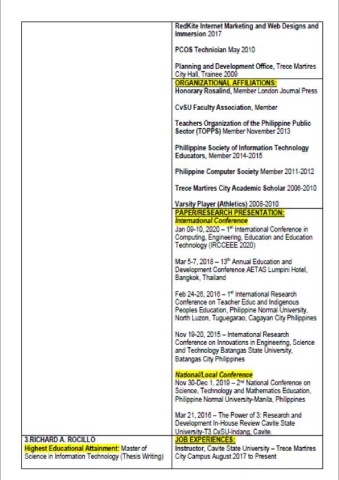 RedKite Internet Marketing and Web Designs and
Immersion 2017
PCOS Technician May 2010
Planning and Development Office, Trece Martires
City Hall, Trainee 2009
ORGANIZATIONAL AFFILIATIONS:
Honorary Rosalind, Member London Journal Press
CvSU Faculty Association, Member
Teachers Organization of the Philippine Public
Sector (TOPPS) Member November 2013
Phillippine Society of Information Technology
Educators, Member 2014-2015
Philippine Computer Society Member 2011-2012
Trece Martires City Academic Scholar 2006-2010
Varsity Player (Athletics) 2008-2010
PAPER/RESEARCH PRESENTATION:
International Conference
Jan 09-10, 2020 – 1st International Conference in
Computing, Engineering, Education and Education
Technology (IRCCEEE 2020)
Mar 5-7, 2018 – 13th Annual Education and
Development Conference AETAS Lumpini Hotel,
Bangkok, Thailand
Feb 24-26, 2016 – 1st International Research
Conference on Teacher Educ and Indigenous
Peoples Education, Philippine Normal University,
North Luzon, Tuguegarao, Cagayan City Philippines
Nov 19-20, 2015 – International Research
Conference on Innovations in Engineering, Science
and Technology Batangas State University,
Batangas City Philippines
National/Local Conference
Nov 30-Dec 1, 2019 – 2nd National Conference on
Science, Technology and Mathematics Education,
Philippine Normal University-Manila, Philippines
Mar 21, 2016 – The Power of 3: Research and
Development In-House Review Cavite State
University-T3 CvSU-Indang, Cavite.
3.RICHARD A. ROCILLO
Highest Educational Attainment: Master of
Science in Information Technology (Thesis Writing)
JOB EXPERIENCES:
Instructor, Cavite State University – Trece Martires
City Campus August 2017 to Present